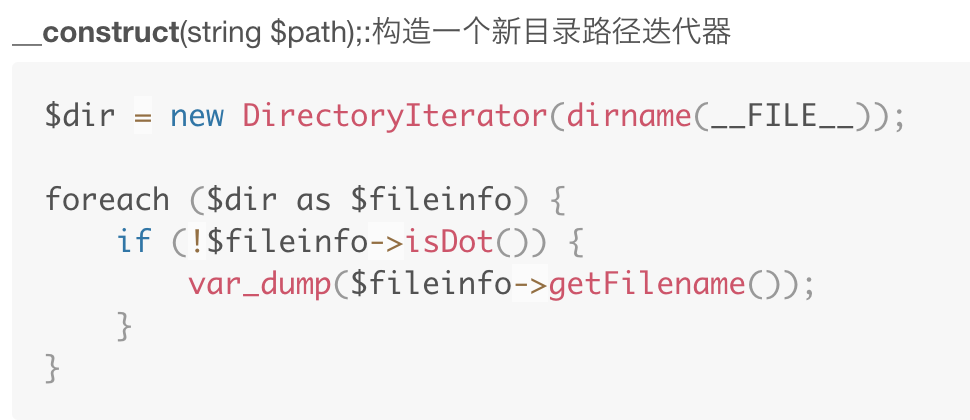 __construct(string $path);:构造一个新目录路径迭代器
$dir = new DirectoryIterator(dirname(__FILE__));
foreach ($dir as $fileinfo) {
    if (!$fileinfo->isDot()) {
        var_dump($fileinfo->getFilename());
    }
}